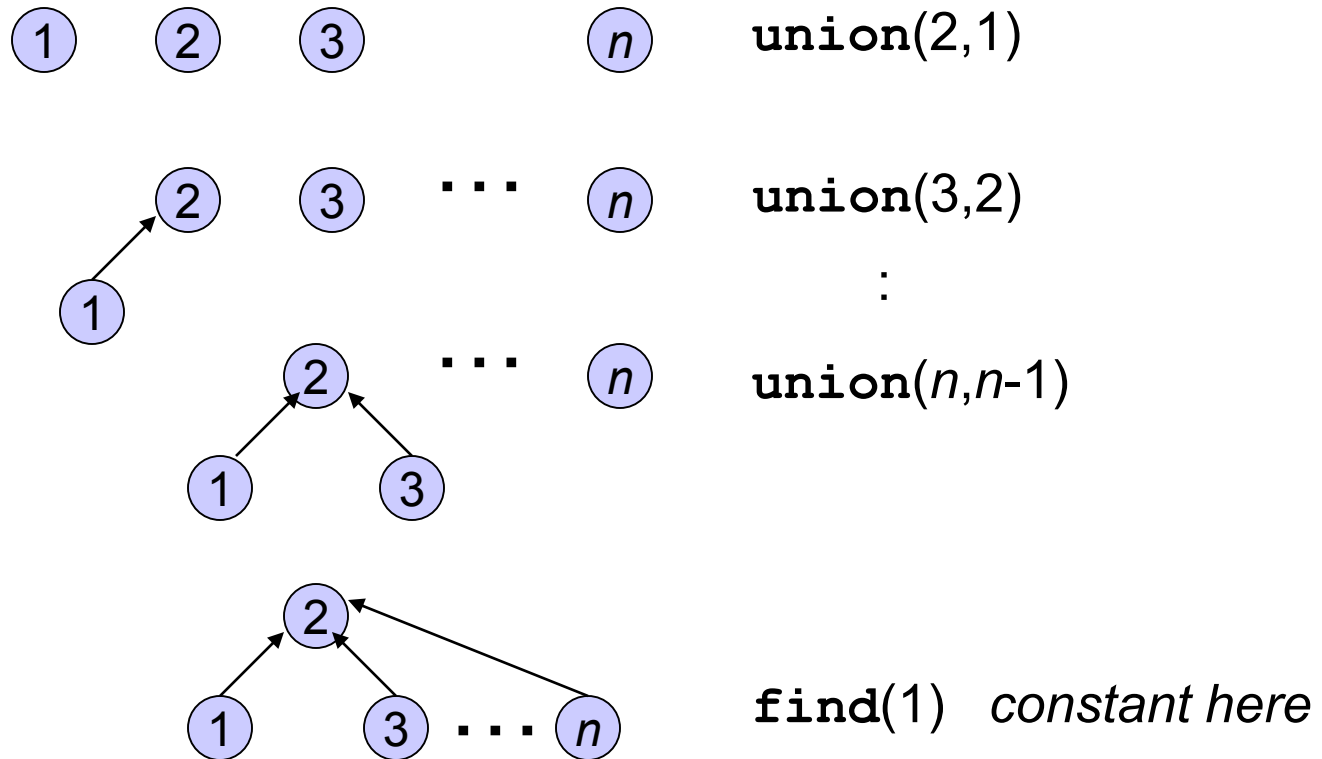 1 2 3 n union(2,1)
2 3 ... n union(3,2)
1
:
2 ... n union(n,n-1)
1 3
2
1 3 ... n find(1) constant here